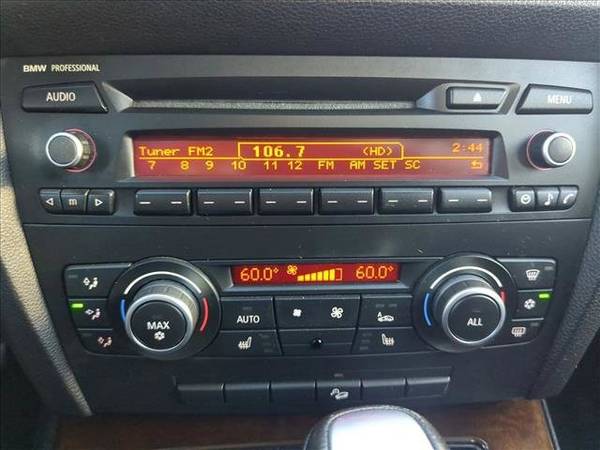 BMW PROFESSIONAL
AUDIO
MENU
Tuner FM2 106.7 <HD> 2:44
7 8 9 10 11 12 FM AM SET SC
m
60.0° 60.0°
AUTO
MAX
ALL